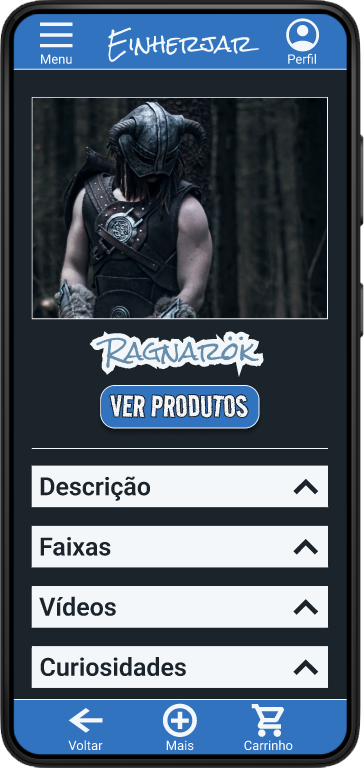 Menu
Einherjar
Perfil
Ragnarök
VER PRODUTOS
Descrição
Faixas
Vídeos
Curiosidades
Voltar
Mais
Carrinho